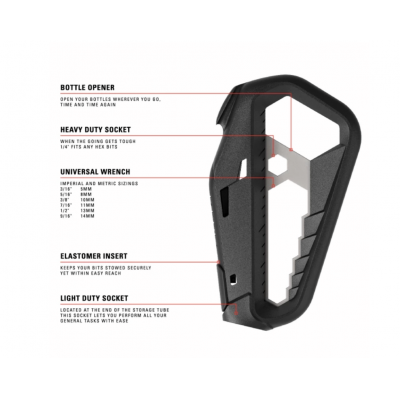 BOTTLE OPENER
OPEN YOUR BOTTLES WHEREVER YOU DO,
TIME AND TIME AGAIN
HEAVY DUTY SOCKET
WHEN THE GOING GETS TOUGH
1/4" FITS ANY HEX BITS
UNIVERSAL WRENCH
IMPERIAL AND METRIC SIZINGS
3/16" 5MM
5/16" 8MM
3/8" 10MM
7/16" 11MM
1/2" 13MM
9/16" 14MM
ELASTOMER INSERT
KEEPS YOUR BITS STOWED SECURELY
YET WITHIN EASY REACH
LIGHT DUTY SOCKET
LOCATED AT THE END OF THE STORAGE TUBE
THIS SOCKET LETS YOU PERFORM ALL YOUR
GENERAL TASKS WITH EASE